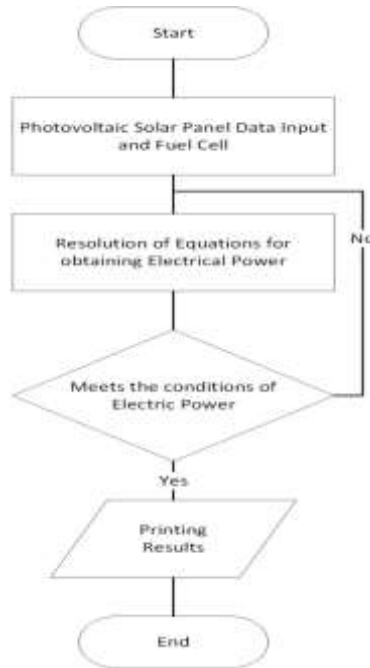 Start
Photovoltaic Solar Panel Data Input
and Fuel Cell
Resolution of Equations for
obtaining Electrical Power
No
Meets the conditions of
Electric Power
Yes
Printing
Results
End